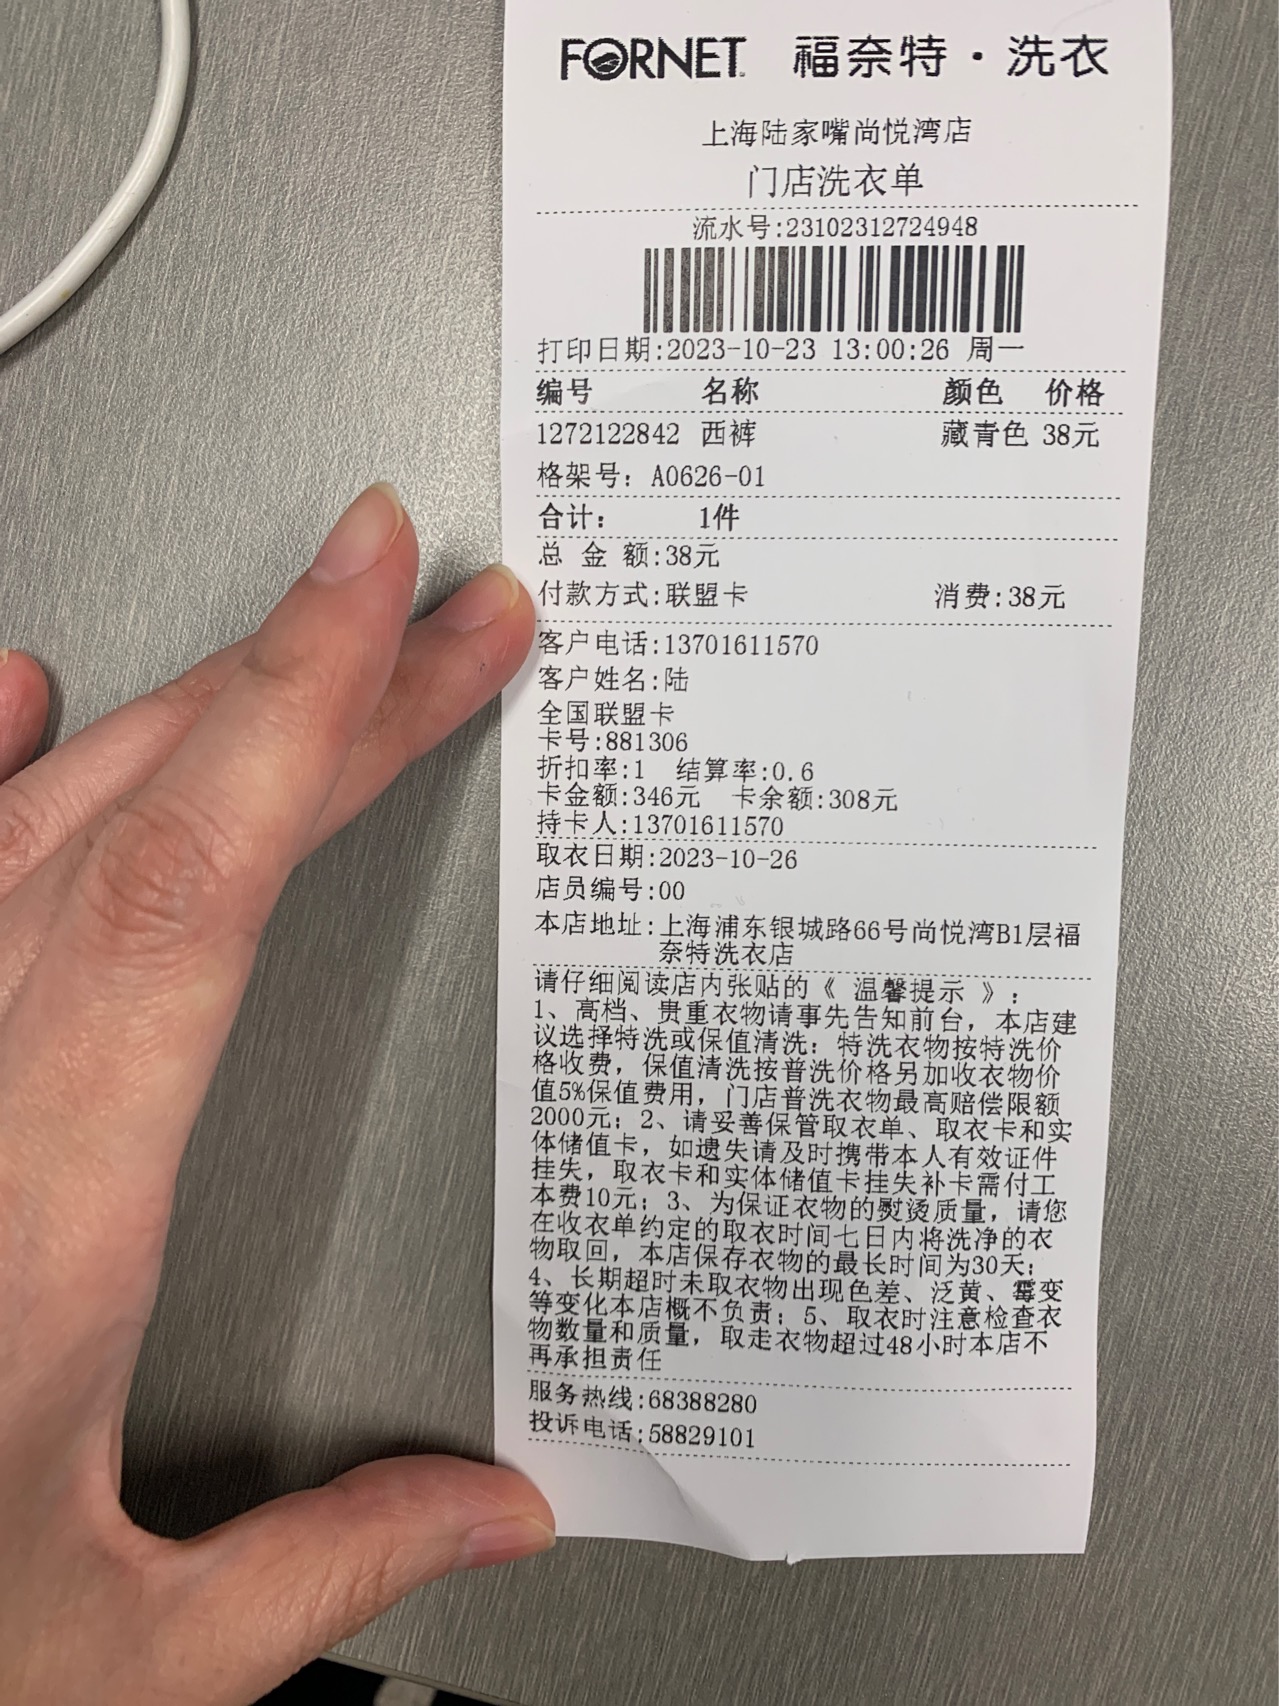 FORNET 福奈特·洗衣
上海陆家嘴尚悦湾店
门店洗衣单
流水号:23102312724948
打印日期:2023-10-23 13:00:26 周一
编号 名称 颜色 价格
1272122842 西裤 藏青色 38元
格架号: A0626-01
合计: 1件
总 金 额:38元
付款方式:联盟卡 消费:38元
客户电话:13701611570
客户姓名:陆
全国联盟卡
卡号:881306
折扣率:1 结算率:0.6
卡金额:346元 卡余额:308元
持卡人:13701611570
取衣日期:2023-10-26
店员编号:00
本店地址:上海浦东银城路66号尚悦湾B1层福
奈特洗衣店
请仔细阅读店内张贴的《 温馨提示 》:
1、高档、贵重衣物请事先告知前台，本店建
议选择特洗或保值清洗；特洗衣物按特洗价
格收费，保值清洗按普洗价格另加收衣物价
值5%保值费用，门店普洗衣物最高赔偿限额
2000元；2、请妥善保管取衣单、取衣卡和实
体储值卡，如遗失请及时携带本人有效证件
挂失，取衣卡和实体储值卡挂失补卡需付工
本费10元；3、为保证衣物的熨烫质量，请您
在收衣单约定的取衣时间七日内将洗净的衣
物取回，本店保存衣物的最长时间为30天；
4、长期超时未取衣物出现色差、泛黄、霉变
等变化本店概不负责；5、取衣时注意检查衣
物数量和质量，取走衣物超过48小时本店不
再承担责任
服务热线:68388280
投诉电话:58829101